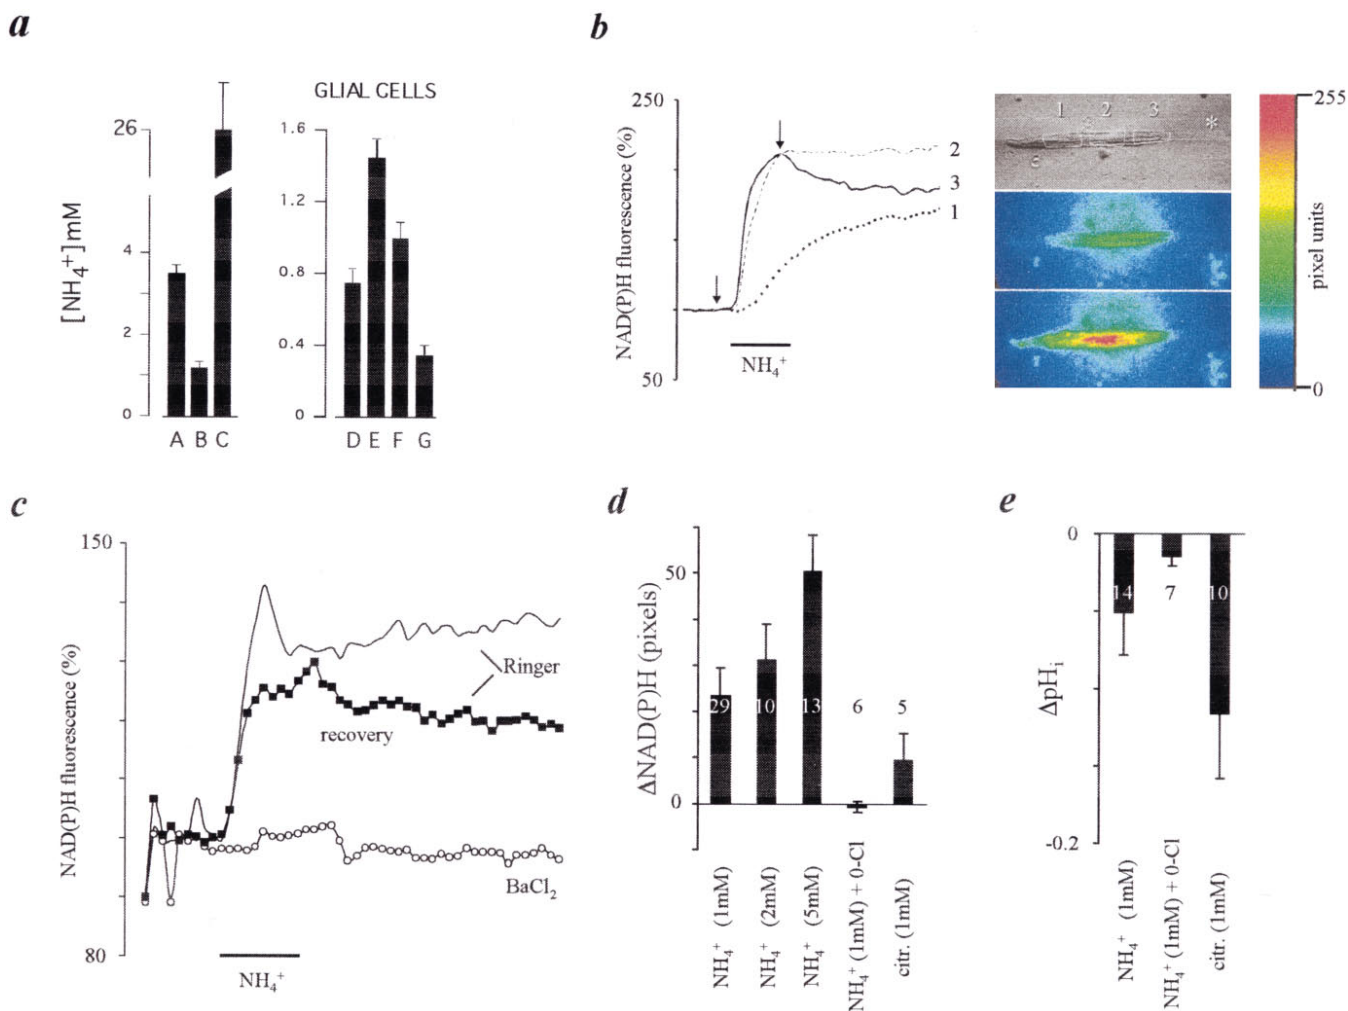 a
[NH₄⁺]mM
26
4
2
0
A B C
GLIAL CELLS
1.6
1.2
0.8
0.4
0
D E F G
b
NAD(P)H fluorescence (%)
250
50
2
3
1
NH₄⁺
1 2 3
*
255
pixel units
0
c
NAD(P)H fluorescence (%)
150
80
Ringer
recovery
BaCl₂
NH₄⁺
d
ΔNAD(P)H (pixels)
50
0
29
10
13
6
5
NH₄⁺ (1mM)
NH₄⁺ (2mM)
NH₄⁺ (5mM)
NH₄⁺ (1mM) + 0-Cl
citr. (1mM)
e
ΔpHᵢ
0
-0.2
14
7
10
NH₄⁺ (1mM)
NH₄⁺ (1mM) + 0-Cl
citr. (1mM)